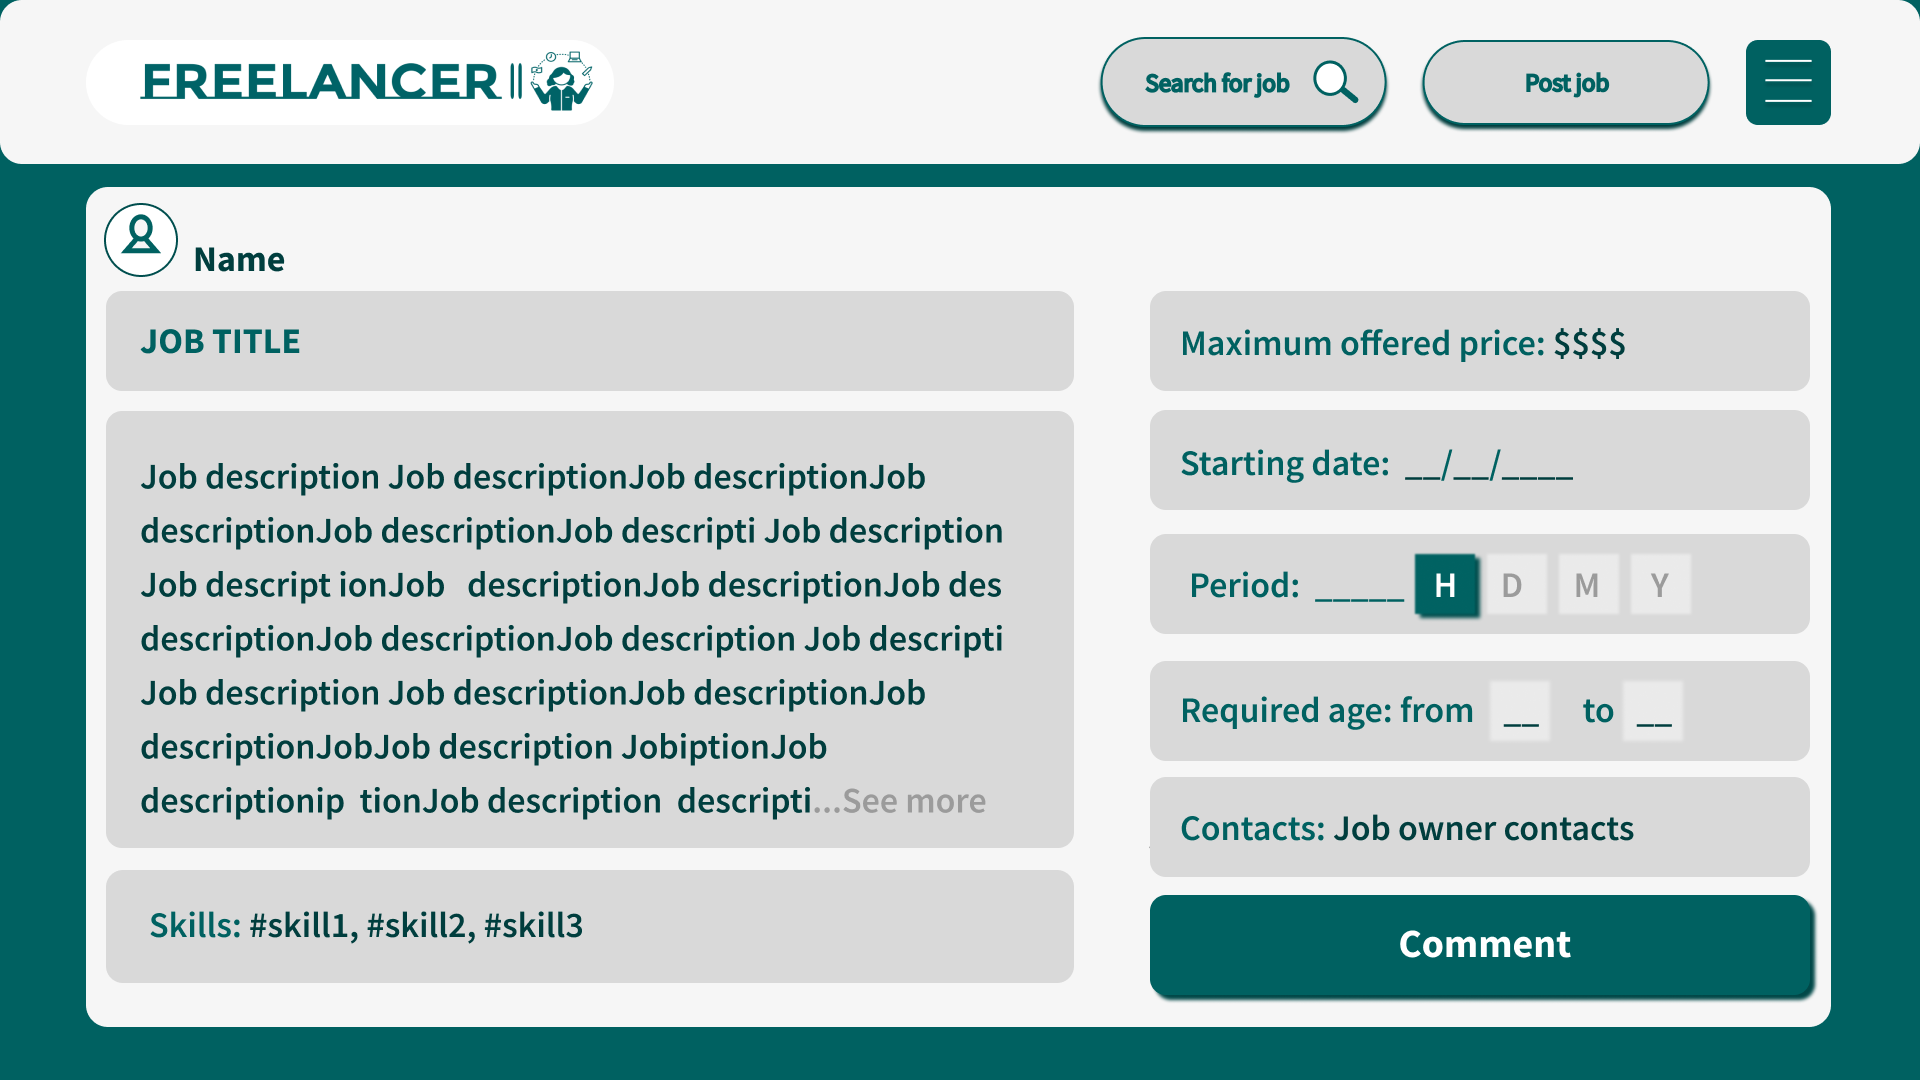 FREELANCER
Search for job
Post job
Name
JOB TITLE
Job description Job descriptionJob descriptionJob
descriptionJob descriptionJob descripti Job description
Job descript ionJob   descriptionJob descriptionJob des
descriptionJob descriptionJob description Job descripti
Job description Job descriptionJob descriptionJob
descriptionJobJob description JobiptionJob
descriptionip  tionJob description  descripti...See more
Skills: #skill1, #skill2, #skill3
Maximum offered price: $$$$
Starting date:  __/__/____
Period:  _____ H D M Y
Required age: from __ to __
Contacts: Job owner contacts
Comment